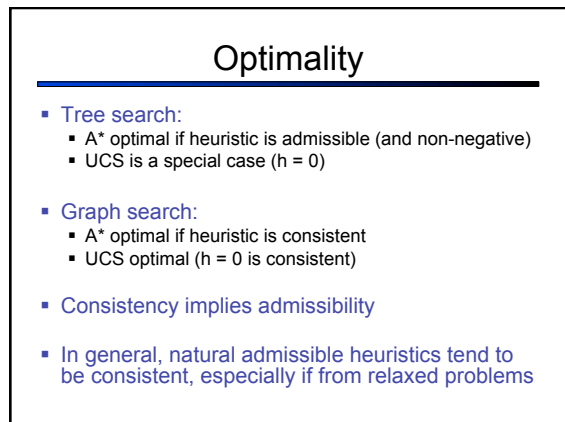 Optimality
▪ Tree search:
▪ A* optimal if heuristic is admissible (and non-negative)
▪ UCS is a special case (h = 0)
▪ Graph search:
▪ A* optimal if heuristic is consistent
▪ UCS optimal (h = 0 is consistent)
▪ Consistency implies admissibility
▪ In general, natural admissible heuristics tend to
be consistent, especially if from relaxed problems